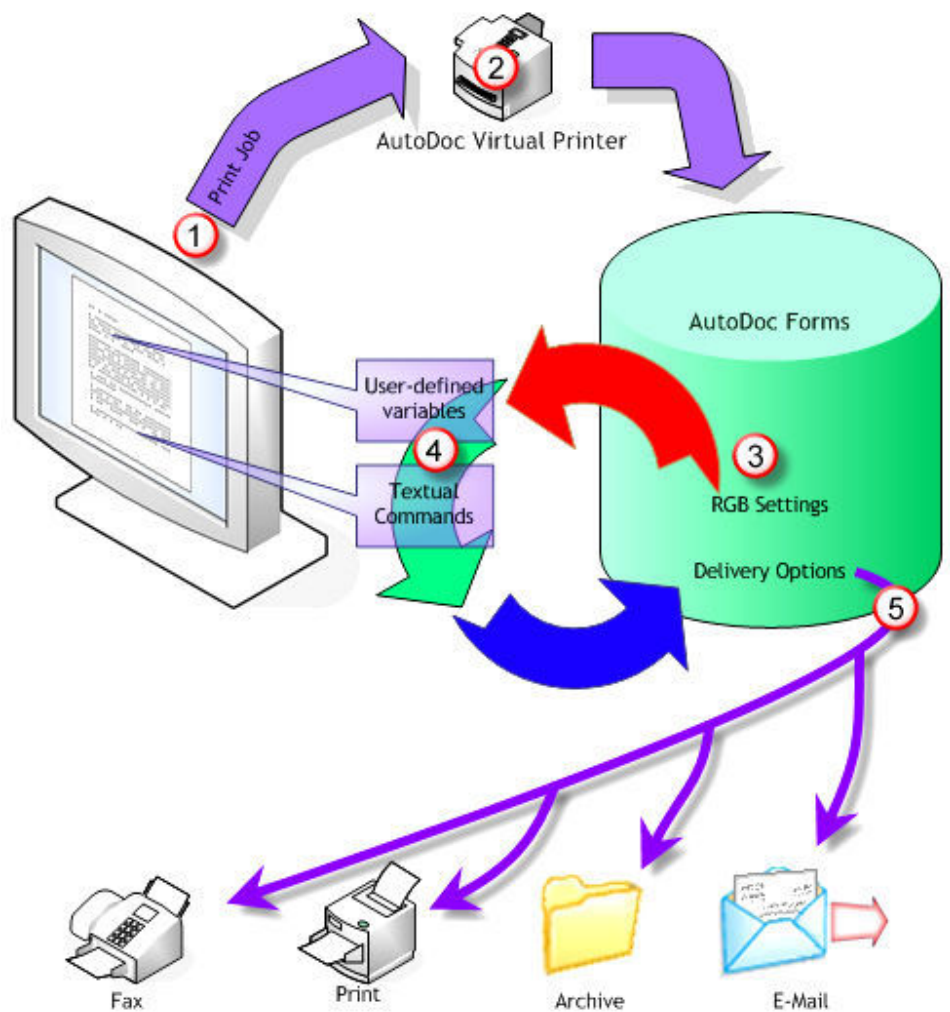 2
AutoDoc Virtual Printer
Print Job
1
AutoDoc Forms
User-defined
variables
4
3
Textual
Commands
RGB Settings
Delivery Options
5
Fax
Print
Archive
E-Mail